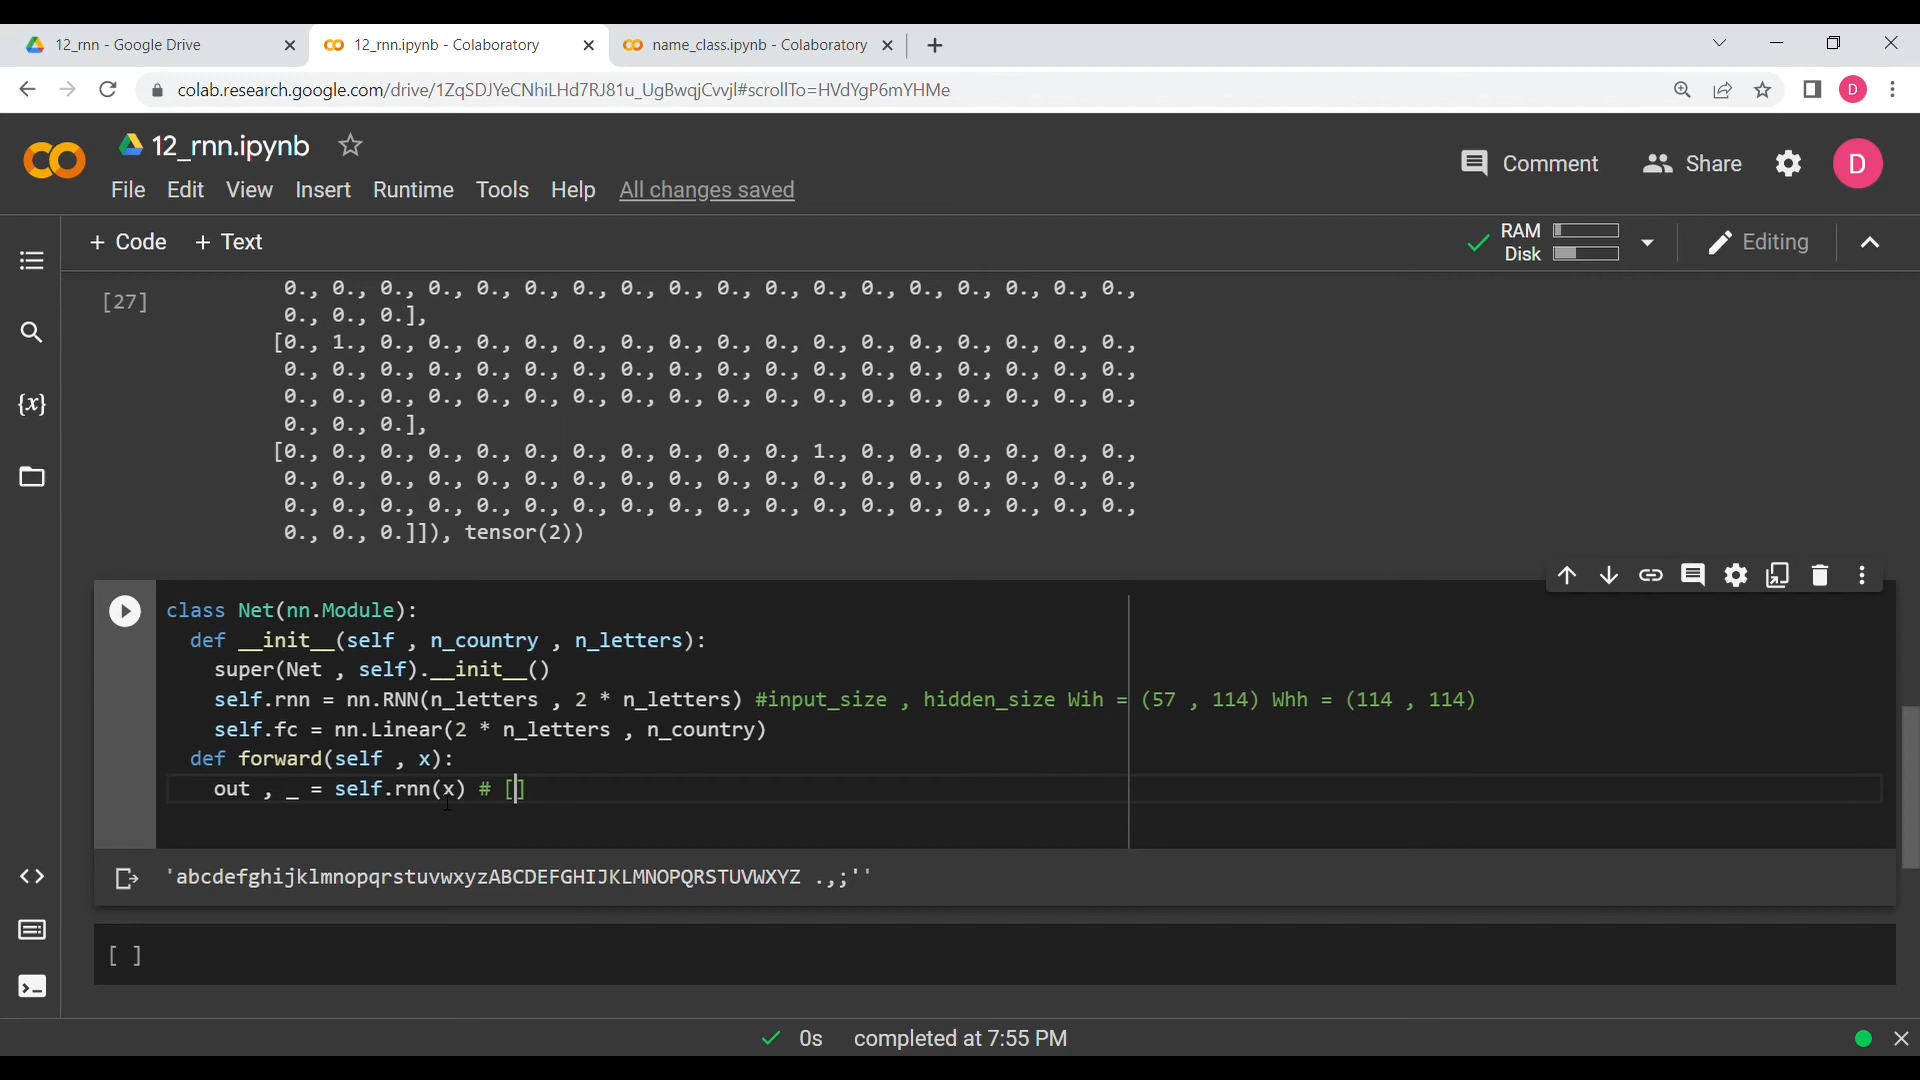 12_rnn - Google Drive
12_rnn.ipynb - Colaboratory
name_class.ipynb - Colaboratory
colab.research.google.com/drive/1ZqSDJYeCNhiLHd7RJ81u_UgBwqjCvvjl#scrollTo=HVdYgP6mYHMe
D
12_rnn.ipynb
Comment
Share
D
File Edit View Insert Runtime Tools Help All changes saved
+ Code + Text
RAM
Disk
Editing
[27]
0., 0., 0., 0., 0., 0., 0., 0., 0., 0., 0., 0., 0., 0., 0., 0., 0., 0.,
0., 0., 0.],
[0., 1., 0., 0., 0., 0., 0., 0., 0., 0., 0., 0., 0., 0., 0., 0., 0., 0.,
0., 0., 0., 0., 0., 0., 0., 0., 0., 0., 0., 0., 0., 0., 0., 0., 0., 0.,
0., 0., 0., 0., 0., 0., 0., 0., 0., 0., 0., 0., 0., 0., 0., 0., 0., 0.,
0., 0., 0.],
[0., 0., 0., 0., 0., 0., 0., 0., 0., 0., 0., 1., 0., 0., 0., 0., 0., 0.,
0., 0., 0., 0., 0., 0., 0., 0., 0., 0., 0., 0., 0., 0., 0., 0., 0., 0.,
0., 0., 0., 0., 0., 0., 0., 0., 0., 0., 0., 0., 0., 0., 0., 0., 0., 0.,
0., 0., 0.]]), tensor(2))
class Net(nn.Module):
def __init__(self , n_country , n_letters):
super(Net , self).__init__()
self.rnn = nn.RNN(n_letters , 2 * n_letters) #input_size , hidden_size Wih = (57 , 114) Whh = (114 , 114)
self.fc = nn.Linear(2 * n_letters , n_country)
def forward(self , x):
out , _ = self.rnn(x) # []
'abcdefghijklmnopqrstuvwxyzABCDEFGHIJKLMNOPQRSTUVWXYZ .,;''
[ ]
0s completed at 7:55 PM